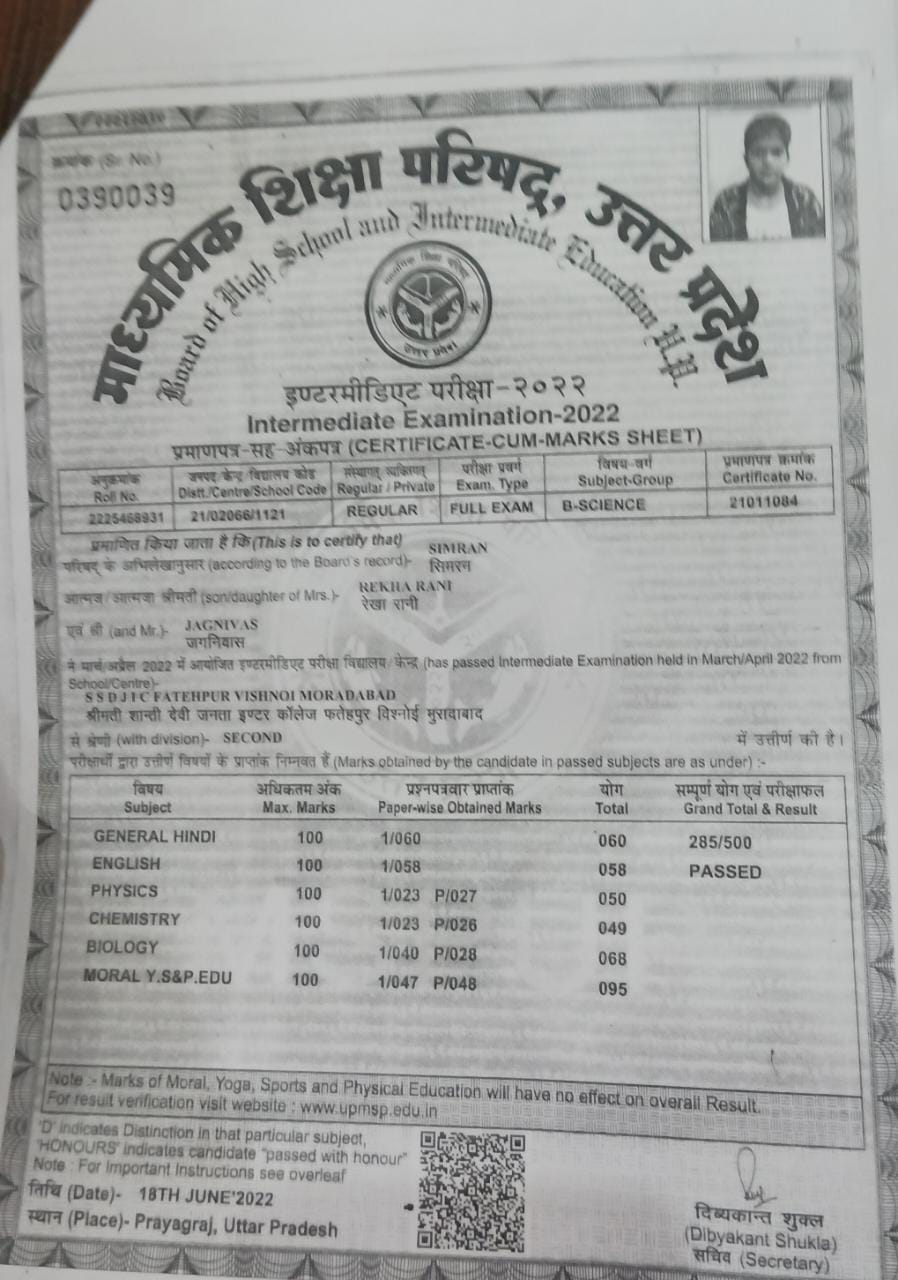 क्रमांक (Sr. No.)
0390039
माध्यमिक शिक्षा परिषद्, उत्तर प्रदेश
Board of High School and Intermediate Education U.P.
माध्यमिक शिक्षा परिषद्
उत्तर प्रदेश
इण्टरमीडिएट परीक्षा-२०२२
Intermediate Examination-2022
प्रमाणपत्र-सह-अंकपत्र (CERTIFICATE-CUM-MARKS SHEET)
अनुक्रमांक जनपद केन्द्र विद्यालय कोड संस्थागत/व्यक्तिगत परीक्षा प्रवर्ग विषय-वर्ग प्रमाणपत्र क्रमांक
Roll No. Distt./Centre/School Code Regular / Private Exam. Type Subject-Group Certificate No.
2225468931 21/02066/1121 REGULAR FULL EXAM B-SCIENCE 21011084
प्रमाणित किया जाता है कि (This is to certify that) SIMRAN
परिषद् के अभिलेखानुसार (according to the Board's record)- सिमरन
आत्मज/आत्मजा श्रीमती (son/daughter of Mrs.)- REKHA RANI
रेखा रानी
एवं श्री (and Mr.)- JAGNIVAS
जगनिवास
ने मार्च/अप्रैल 2022 में आयोजित इण्टरमीडिएट परीक्षा विद्यालय/केन्द्र (has passed Intermediate Examination held in March/April 2022 from
School/Centre)-
S S D J I C FATEHPUR VISHNOI MORADABAD
श्रीमती शान्ती देवी जनता इण्टर कॉलेज फतेहपुर विश्नोई मुरादाबाद
से श्रेणी (with division)- SECOND में उत्तीर्ण की है।
परीक्षार्थी द्वारा उत्तीर्ण विषयों के प्राप्तांक निम्नवत हैं (Marks obtained by the candidate in passed subjects are as under) :-
विषय अधिकतम अंक प्रश्नपत्रवार प्राप्तांक योग सम्पूर्ण योग एवं परीक्षाफल
Subject Max. Marks Paper-wise Obtained Marks Total Grand Total & Result
GENERAL HINDI 100 1/060 060 285/500
ENGLISH 100 1/058 058 PASSED
PHYSICS 100 1/023 P/027 050
CHEMISTRY 100 1/023 P/026 049
BIOLOGY 100 1/040 P/028 068
MORAL Y.S&P.EDU 100 1/047 P/048 095
Note :- Marks of Moral, Yoga, Sports and Physical Education will have no effect on overall Result.
For result verification visit website : www.upmsp.edu.in
'D' indicates Distinction in that particular subject,
'HONOURS' indicates candidate "passed with honour"
Note : For Important Instructions see overleaf
तिथि (Date)- 18TH JUNE'2022
स्थान (Place)- Prayagraj, Uttar Pradesh
दिब्यकान्त शुक्ल
(Dibyakant Shukla)
सचिव (Secretary)